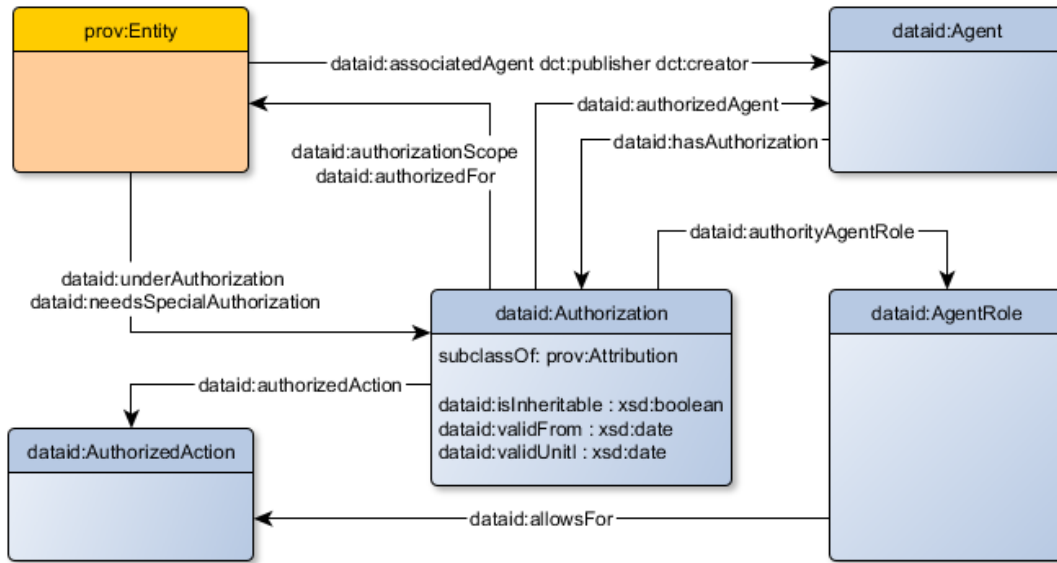 prov:Entity
dataid:Agent
dataid:associatedAgent dct:publisher dct:creator
dataid:authorizedAgent
dataid:hasAuthorization
dataid:authorizationScope
dataid:authorizedFor
dataid:authorityAgentRole
dataid:underAuthorization
dataid:needsSpecialAuthorization
dataid:Authorization
subclassOf: prov:Attribution
dataid:isInheritable : xsd:boolean
dataid:validFrom : xsd:date
dataid:validUnitl : xsd:date
dataid:AgentRole
dataid:authorizedAction
dataid:AuthorizedAction
dataid:allowsFor